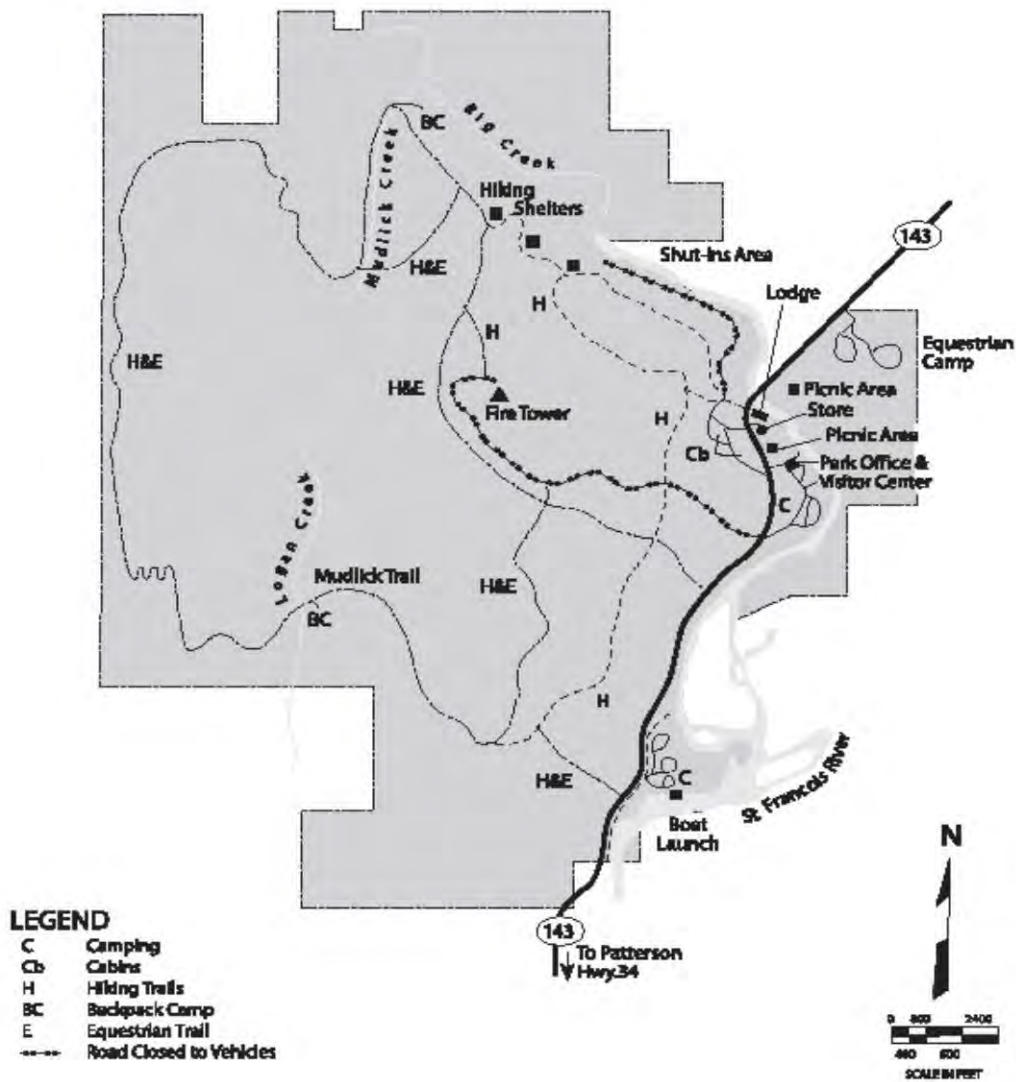 BC
Big Creek
Mudlick Creek
Hiking
Shelters
143
Shut-Ins Area
H&E
Lodge
H
H
Equestrian
Camp
H&E
H&E
Picnic Area
Fire Tower
H
Store
Picnic Area
Cb
Park Office &
Visitor Center
C
Logan Creek
Mudlick Trail
H&E
BC
H
H&E
C
St. Francois River
Boat
Launch
N
LEGEND
C Camping
Cb Cabins
H Hiking Trails
BC Backpack Camp
E Equestrian Trail
Road Closed to Vehicles
143
To Patterson
Hwy.34
0 800 2400
SCALE IN FEET